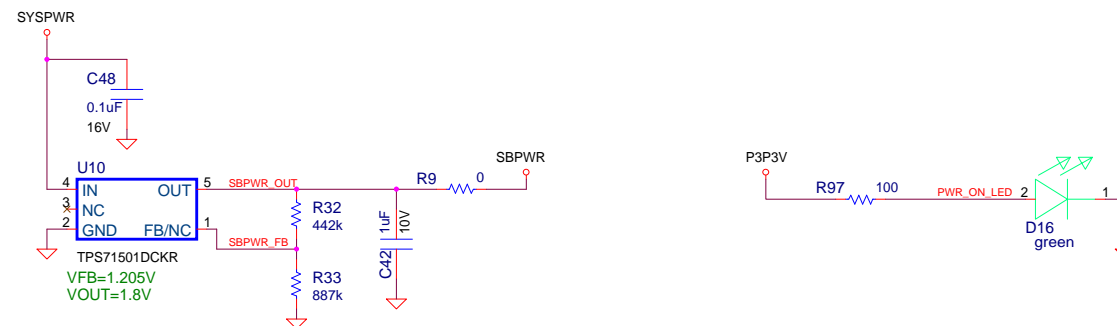 SYSPWR
C48
0.1uF
16V
U10
4 IN OUT 5
3 NC
2 GND FB/NC 1
TPS71501DCKR
VFB=1.205V
VOUT=1.8V
SBPWR_OUT
SBPWR_FB
R32
442k
R33
887k
1uF
10V
C42
R9 0
SBPWR
P3P3V
R97 100
PWR_ON_LED 2
1
D16
green